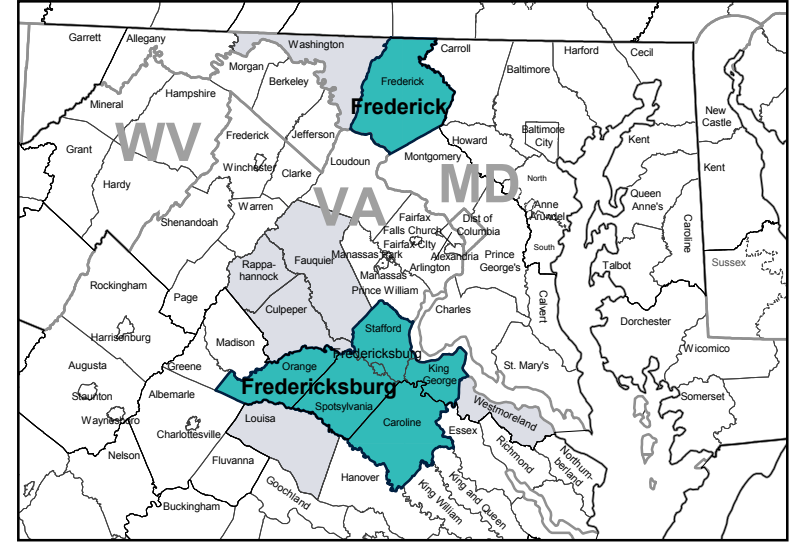 Garrett
Allegany
Washington
Carroll
Harford
Cecil
Morgan
Frederick
Baltimore
Berkeley
Hampshire
Frederick
Mineral
New
Castle
WV
Frederick
Jefferson
Baltimore
City
Grant
Howard
Kent
Winchester
Loudoun
Montgomery
Kent
Clarke
MD
North
Hardy
VA
Queen
Anne's
Warren
Anne
Arundel
Shenandoah
Fairfax
Dist of
Columbia
Falls Church
Caroline
Fairfax City
South
Manassas Park
Alexandria
Prince
George's
Fauquier
Rappa-
hannock
Arlington
Talbot
Sussex
Manassas
Rockingham
Prince William
Page
Culpeper
Charles
Calvert
Dorchester
Stafford
Harrisenburg
Madison
Wicomico
Fredericksburg
Augusta
Greene
Orange
King
George
St. Mary's
Fredericksburg
Staunton
Albemarle
Somerset
Spotsylvania
Westmoreland
Waynesboro
Louisa
Caroline
Charlottesville
Essex
Richmond
Nelson
Northum-
berland
Fluvanna
Hanover
Goochland
King and Queen
King William
Buckingham